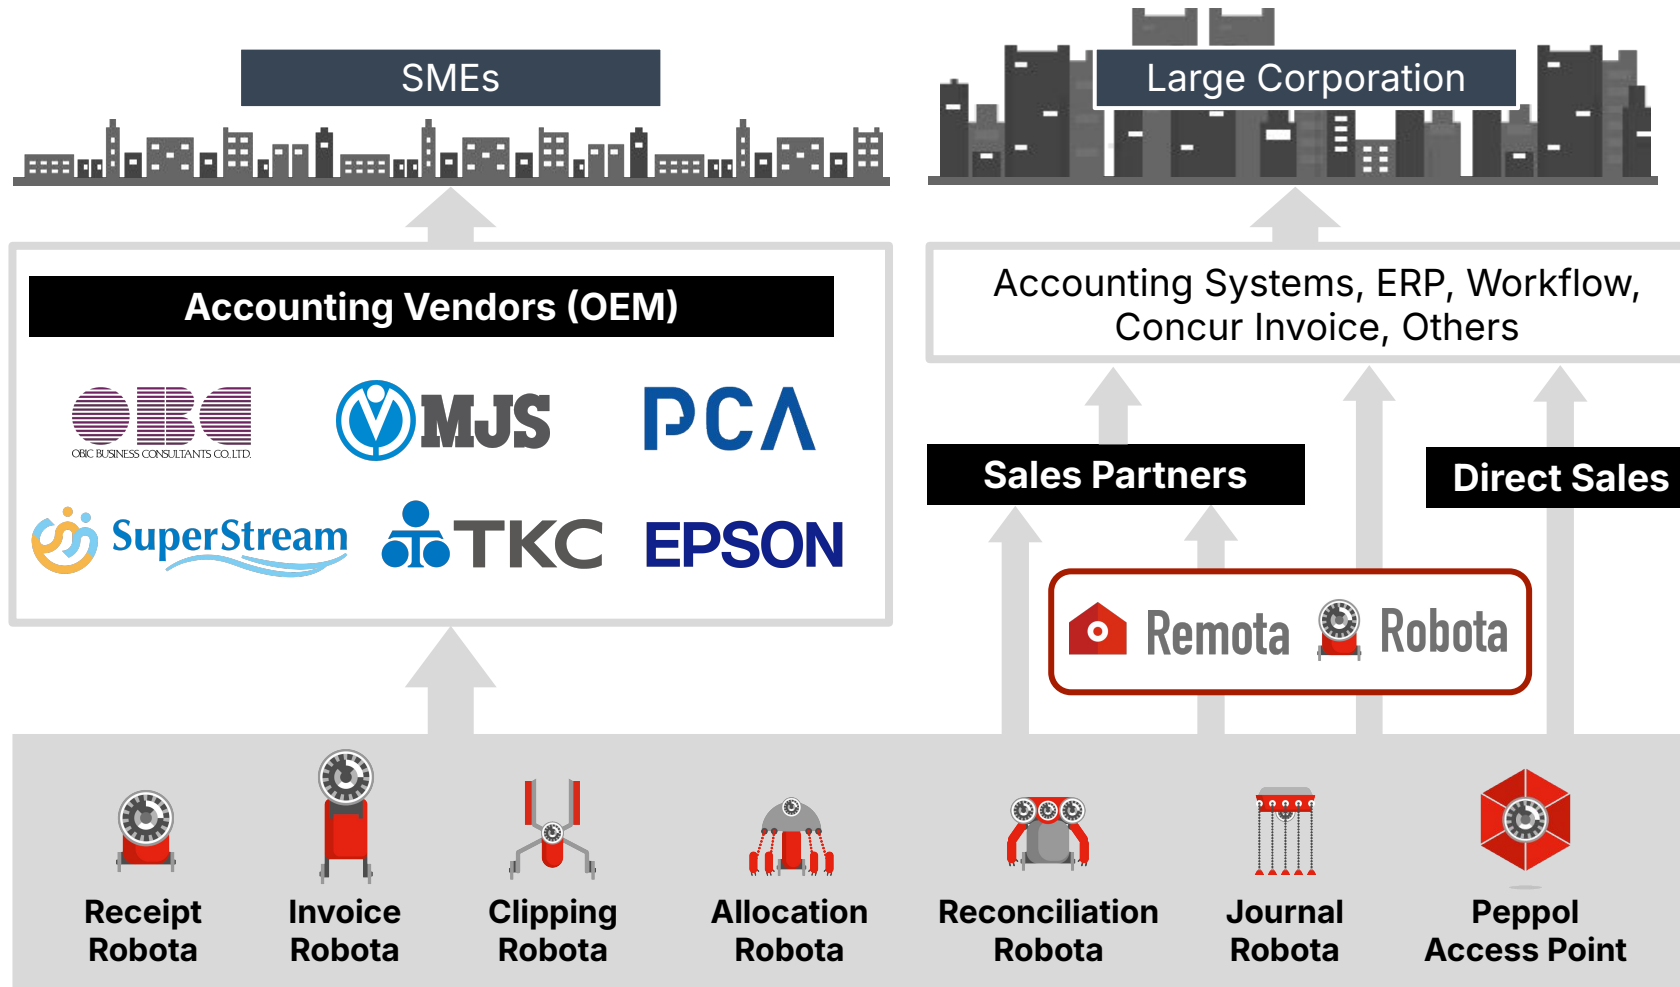 SMEs
Large Corporation
Accounting Vendors (OEM)
OBC
OBIC BUSINESS CONSULTANTS CO.,LTD.
MJS
PCA
SuperStream
TKC
EPSON
Accounting Systems, ERP, Workflow,
Concur Invoice, Others
Sales Partners
Direct Sales
Remota
Robota
Receipt
Robota
Invoice
Robota
Clipping
Robota
Allocation
Robota
Reconciliation
Robota
Journal
Robota
Peppol
Access Point